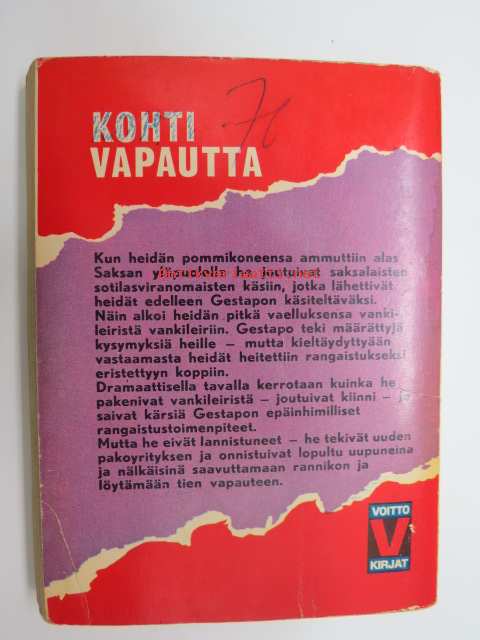 KOHTI
VAPAUTTA
Kun heidän pommikoneensa ammuttiin alas
Saksan yläpuolella he joutuivat saksalaisten
sotilasviranomaisten käsiin, jotka lähettivät
heidät edelleen Gestapon käsiteltäväksi.
Näin alkoi heidän pitkä vaelluksensa vanki-
leiristä vankileiriin. Gestapo teki määrättyjä
kysymyksiä heille — mutta kieltäydyttyään
vastaamasta heidät heitettiin rangaistukseksi
eristettyyn koppiin.
Dramaattisella tavalla kerrotaan kuinka he
pakenivat vankileiristä — joutuivat kiinni — ja
saivat kärsiä Gestapon epäinhimilliset
rangaistustoimenpiteet.
Mutta he eivät lannistuneet — he tekivät uuden
pakoyrityksen ja onnistuivat lopultu uupuneina
ja nälkäisinä saavuttamaan rannikon ja
löytämään tien vapauteen.
VOITTO
V
KIRJAT